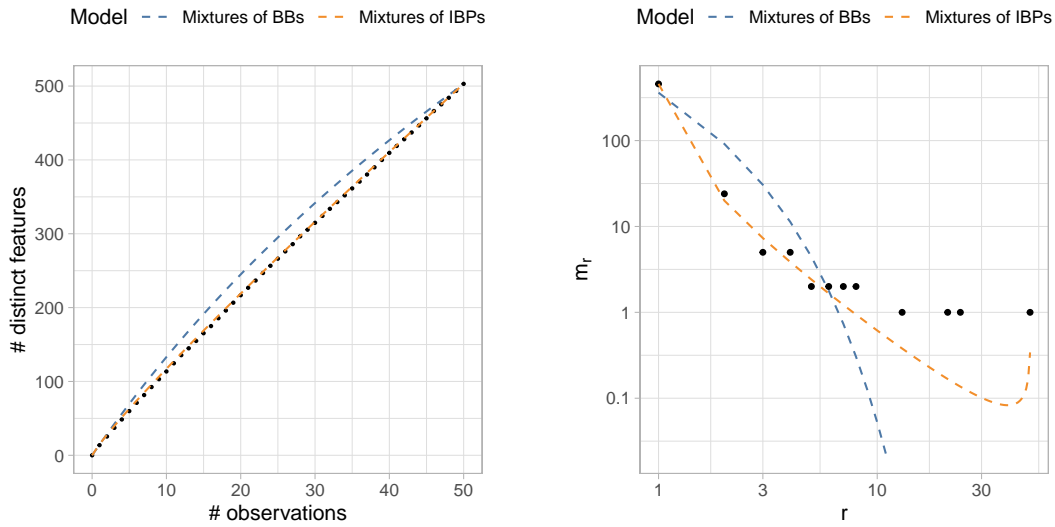 Model Mixtures of BBs Mixtures of IBPs
500
400
300
200
100
0
# distinct features
0 10 20 30 40 50
# observations
Model Mixtures of BBs Mixtures of IBPs
100
10
1
0.1
m_r
1 3 10 30
r